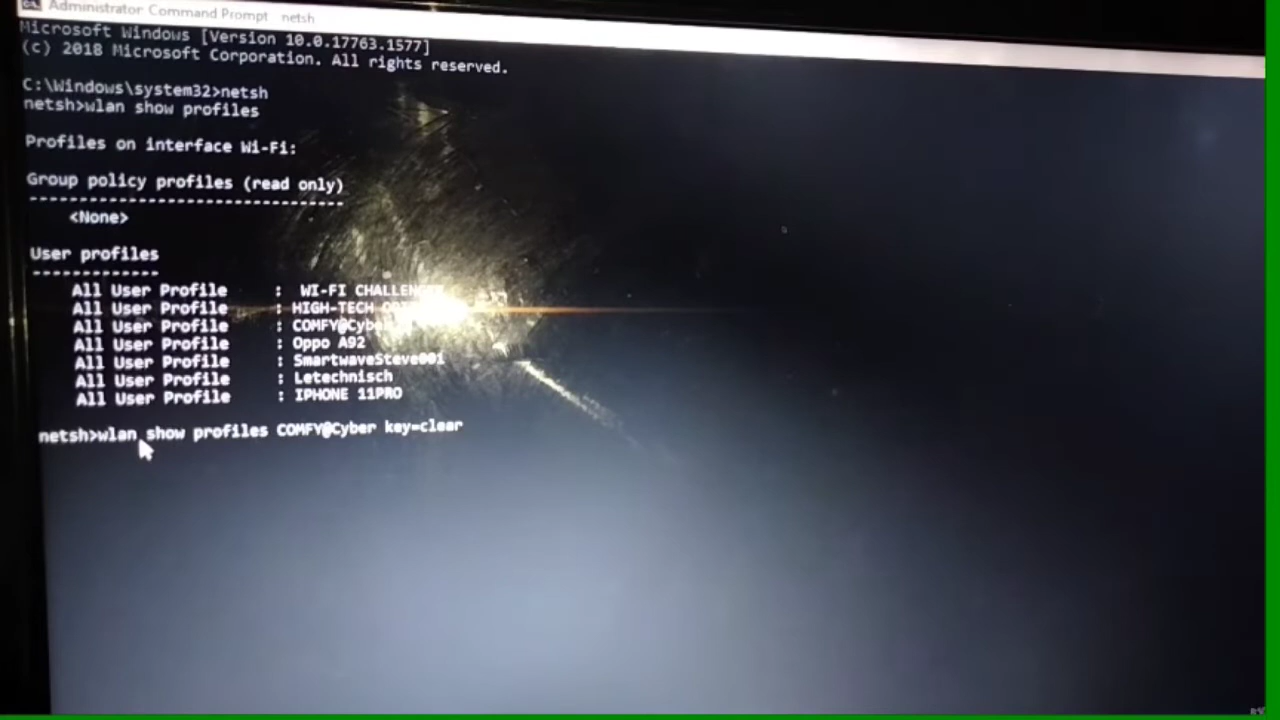 Administrator Command Prompt netsh
Microsoft Windows [Version 10.0.17763.1577]
(c) 2018 Microsoft Corporation. All rights reserved.
C:\Windows\system32>netsh
netsh>wlan show profiles
Profiles on interface Wi-Fi:
Group policy profiles (read only)
---------------------------------
<None>
User profiles
-------------
All User Profile : WI-FI
All User Profile : HIGH-TECH
All User Profile : COMFY@Cyber
All User Profile : Oppo A92
All User Profile : SmartwaveSteve001
All User Profile : Letechnisch
All User Profile : IPHONE 11PRO
netsh>wlan show profiles COMFY@Cyber key=clear